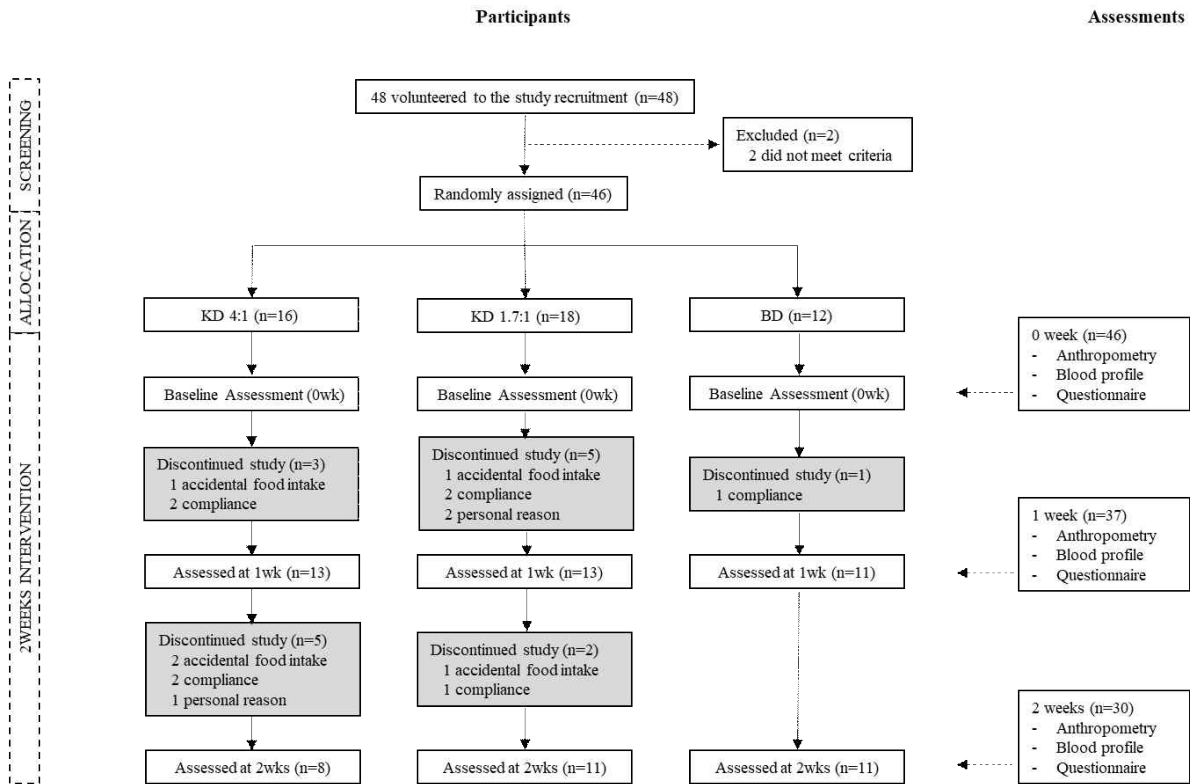 Participants
Assessments
SCREENING
48 volunteered to the study recruitment (n=48)
Excluded (n=2)
2 did not meet criteria
Randomly assigned (n=46)
ALLOCATION
KD 4:1 (n=16)
KD 1.7:1 (n=18)
BD (n=12)
2WEEKS INTERVENTION
Baseline Assessment (0wk)
Baseline Assessment (0wk)
Baseline Assessment (0wk)
0 week (n=46)
- Anthropometry
- Blood profile
- Questionnaire
Discontinued study (n=3)
1 accidental food intake
2 compliance
Discontinued study (n=5)
1 accidental food intake
2 compliance
2 personal reason
Discontinued study (n=1)
1 compliance
Assessed at 1wk (n=13)
Assessed at 1wk (n=13)
Assessed at 1wk (n=11)
1 week (n=37)
- Anthropometry
- Blood profile
- Questionnaire
Discontinued study (n=5)
2 accidental food intake
2 compliance
1 personal reason
Discontinued study (n=2)
1 accidental food intake
1 compliance
Assessed at 2wks (n=8)
Assessed at 2wks (n=11)
Assessed at 2wks (n=11)
2 weeks (n=30)
- Anthropometry
- Blood profile
- Questionnaire